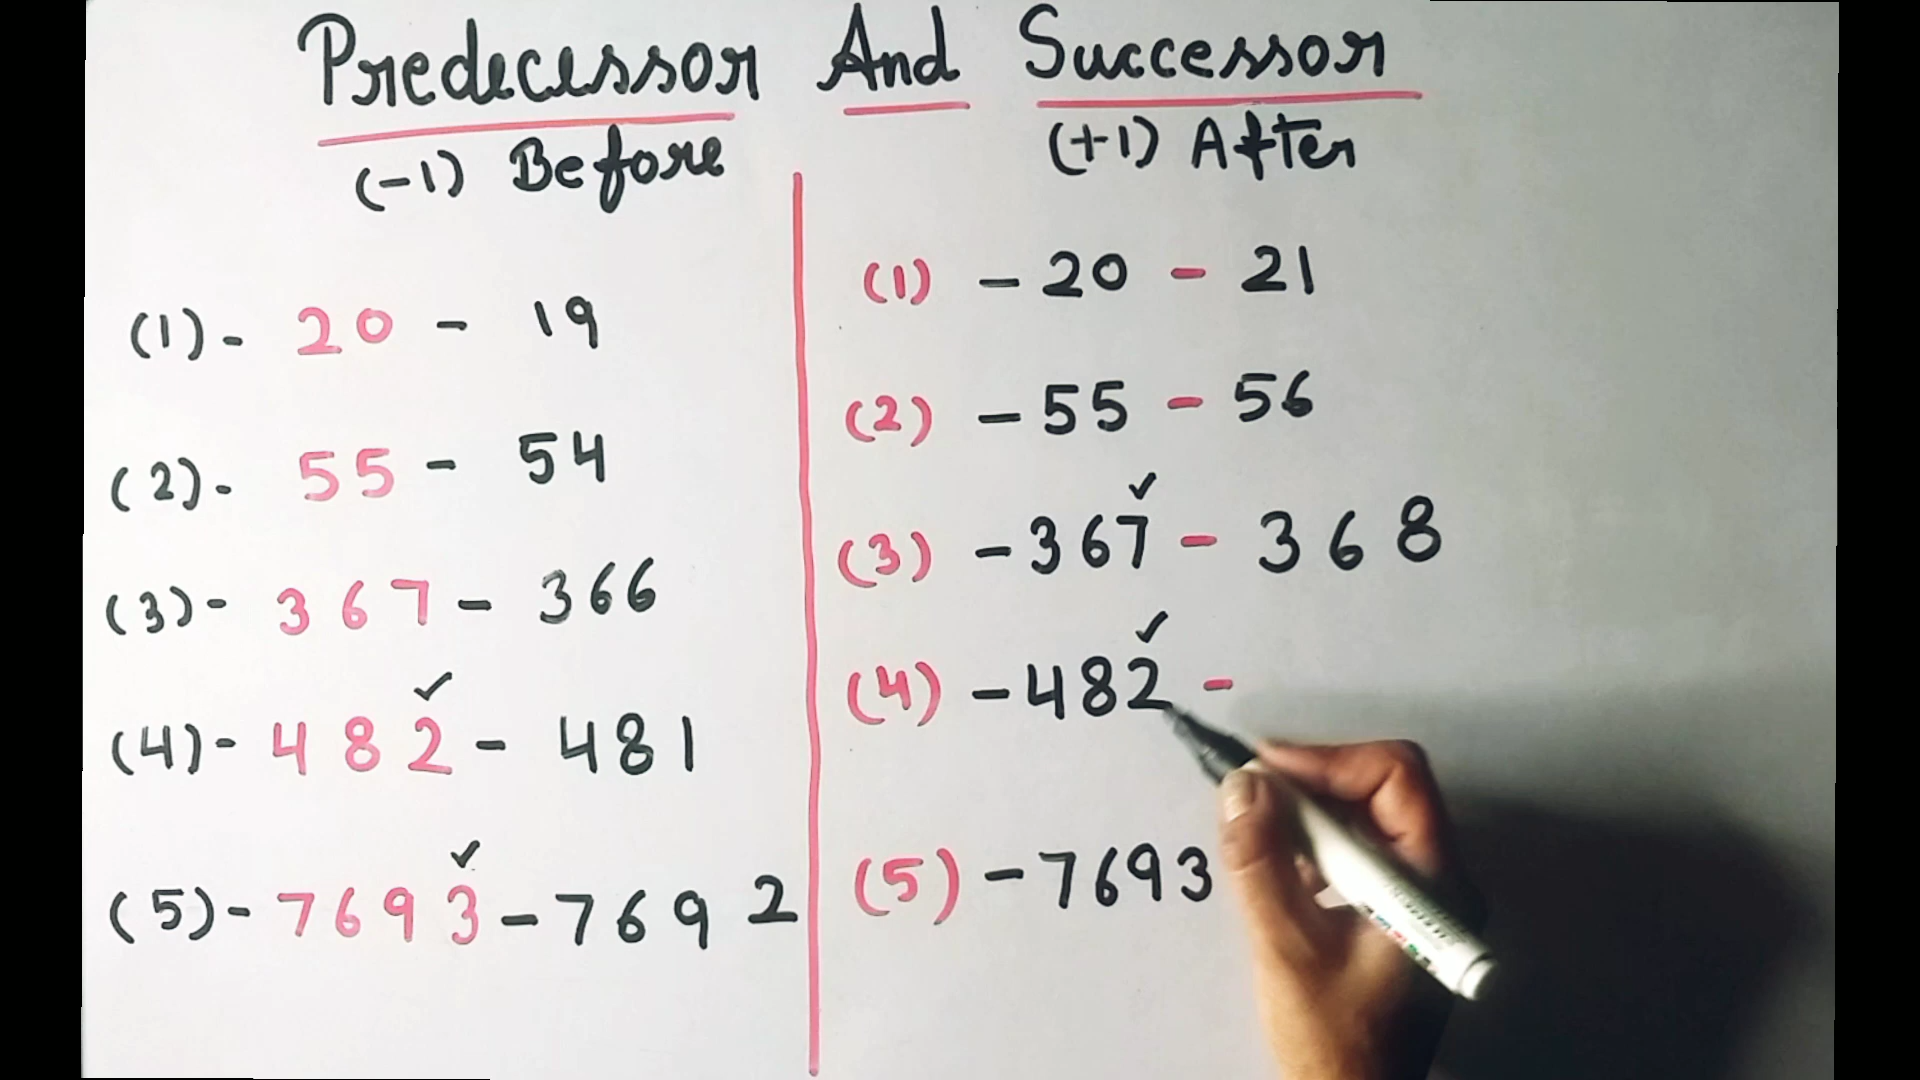 Predecessor And Successor
(-1) Before
(+1) After
(1)- 20 - 19
(2)- 55 - 54
(3)- 367 - 366
(4)- 482 - 481
(5)- 7693 - 7692
(1) - 20 - 21
(2) - 55 - 56
(3) - 367 - 368
(4) - 482 -
(5) - 7693